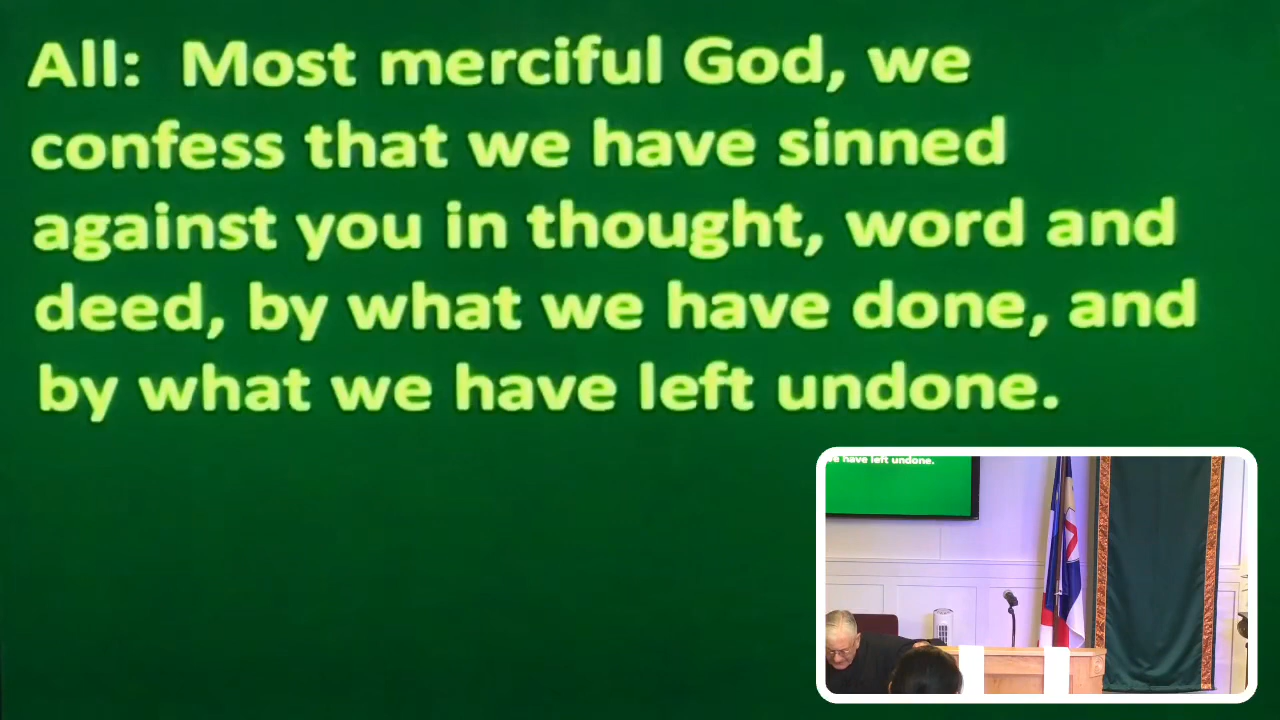 All: Most merciful God, we
confess that we have sinned
against you in thought, word and
deed, by what we have done, and
by what we have left undone.
we have left undone.